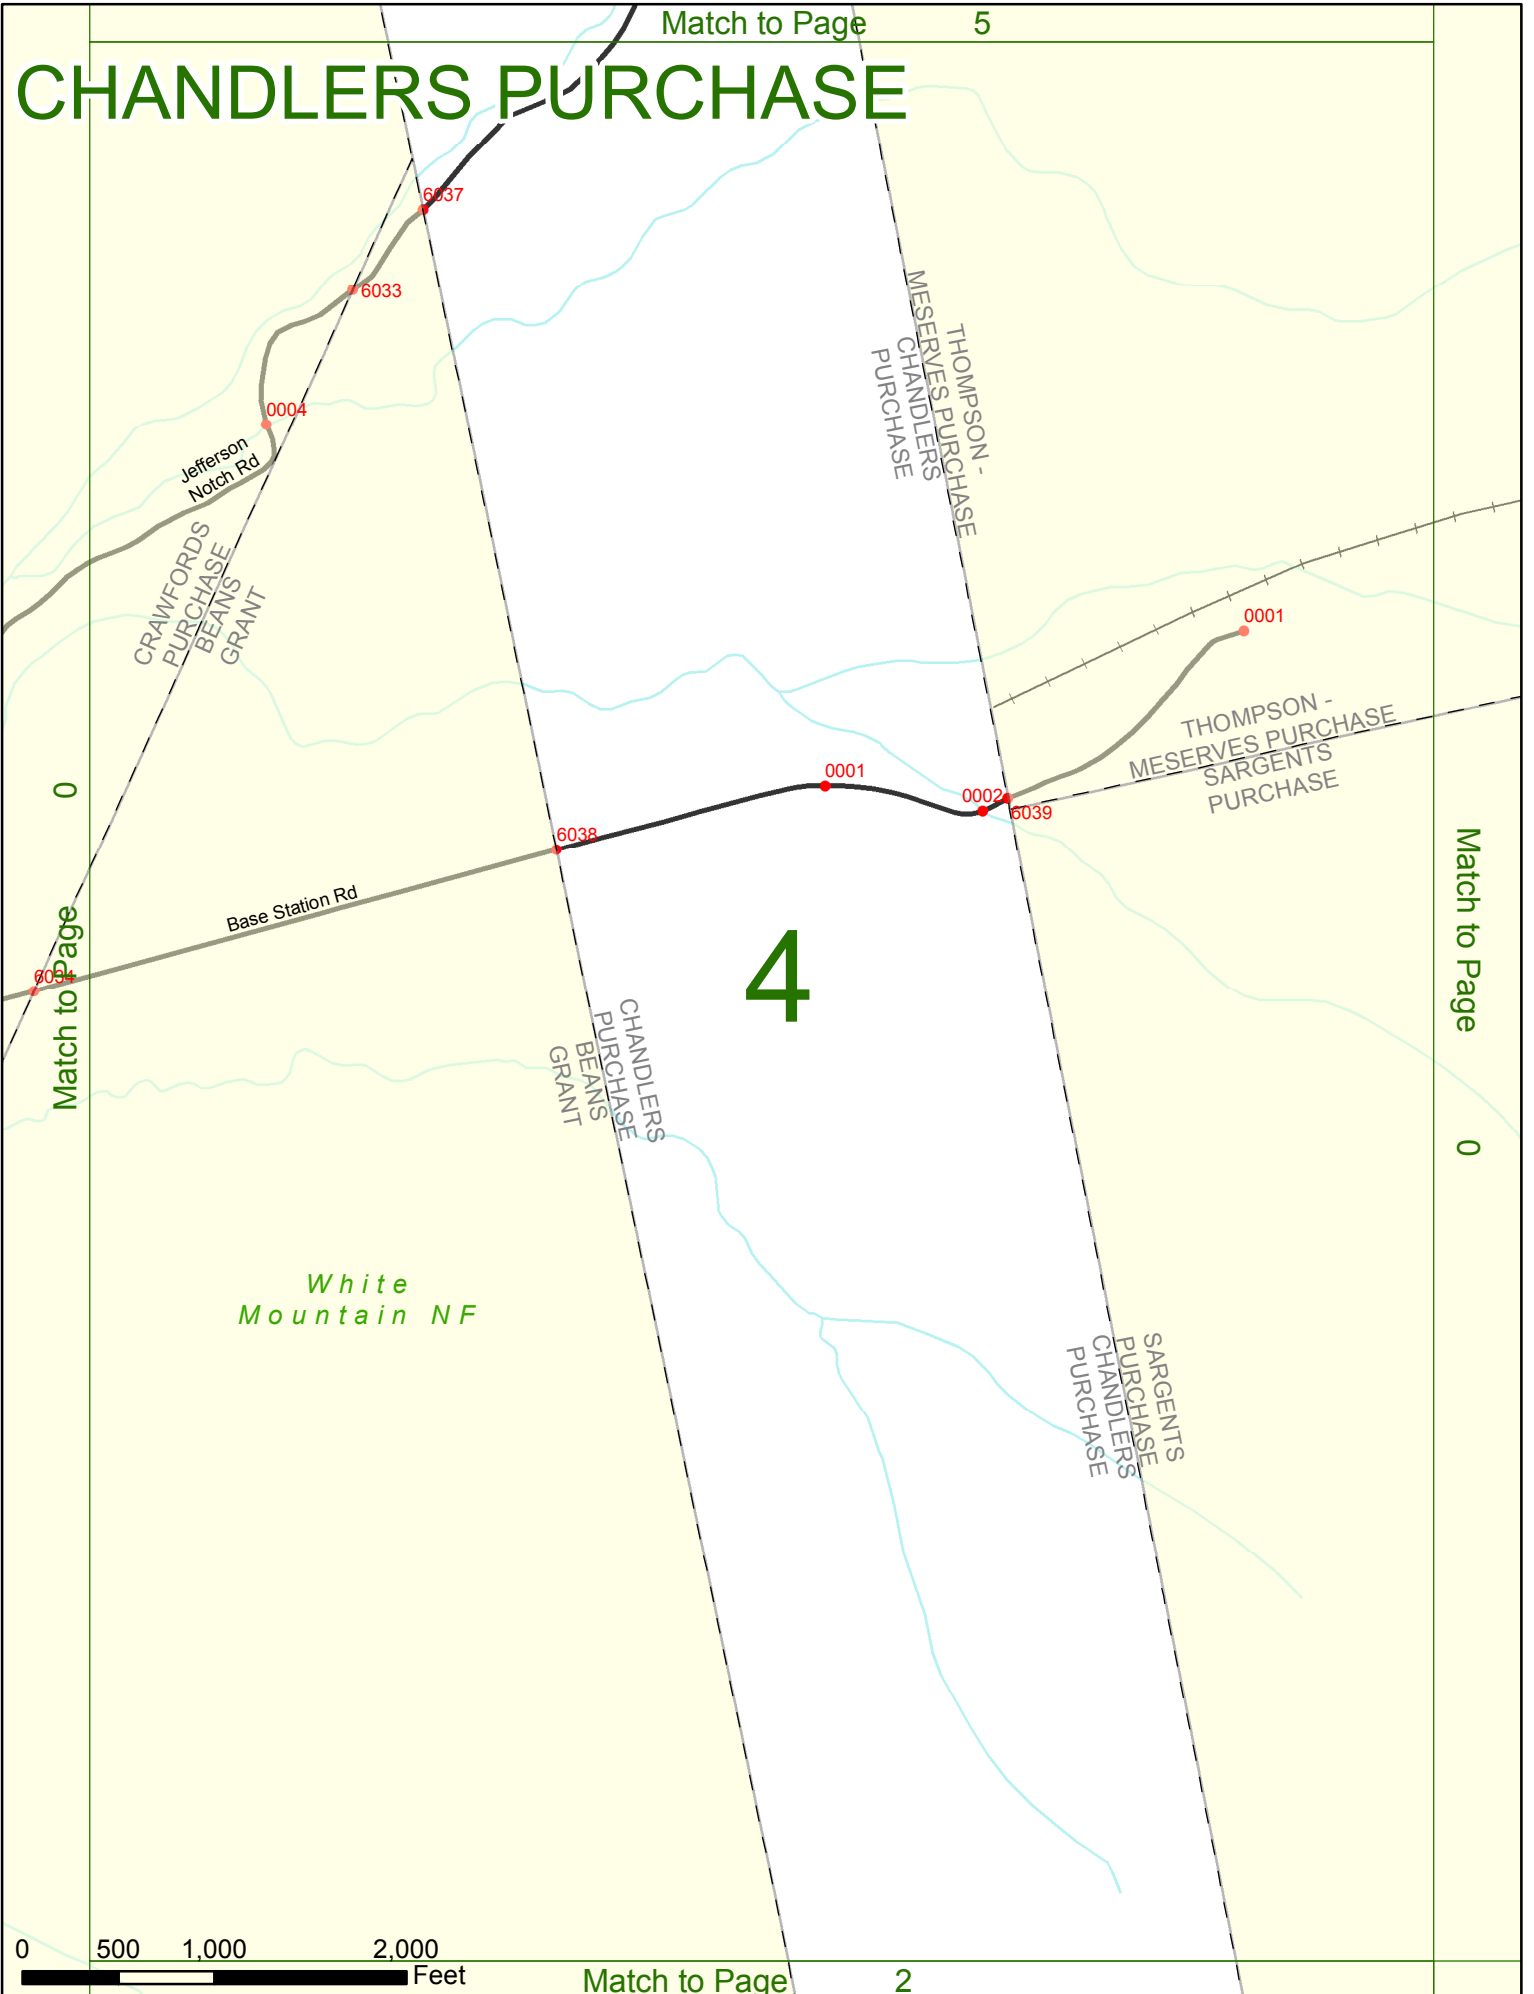 Match to Page 5
CHANDLERS PURCHASE
6037
6033
0004
Jefferson
Notch Rd
THOMPSON -
MESERVES PURCHASE
CHANDLERS
PURCHASE
CRAWFORDS
PURCHASE
BEANS
GRANT
0001
THOMPSON -
MESERVES PURCHASE
SARGENTS
PURCHASE
0001
0002
6039
6038
Base Station Rd
6034
Match to Page 0
Match to Page 0
4
CHANDLERS
PURCHASE
BEANS
GRANT
White
Mountain NF
SARGENTS
PURCHASE
CHANDLERS
PURCHASE
0 500 1,000 2,000
Feet
Match to Page 2